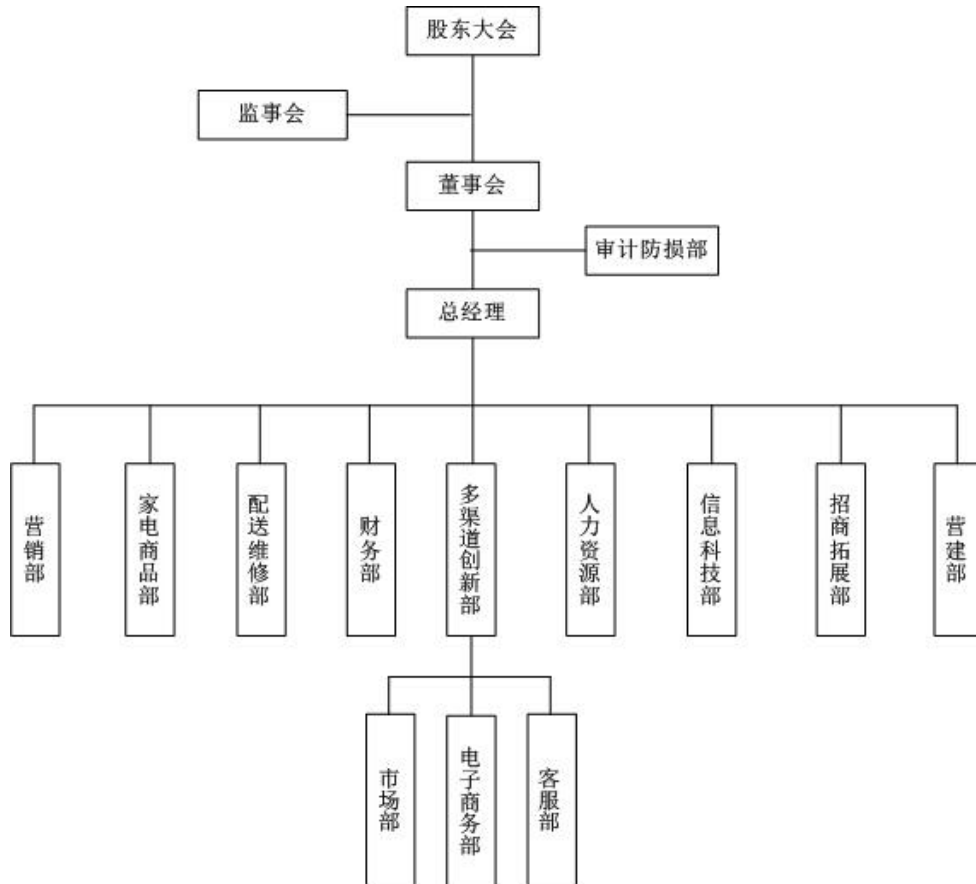 股东大会
监事会
董事会
审计防损部
总经理
营销部
家电商品部
配送维修部
财务部
多渠道创新部
人力资源部
信息科技部
招商拓展部
营建部
市场部
电子商务部
客服部